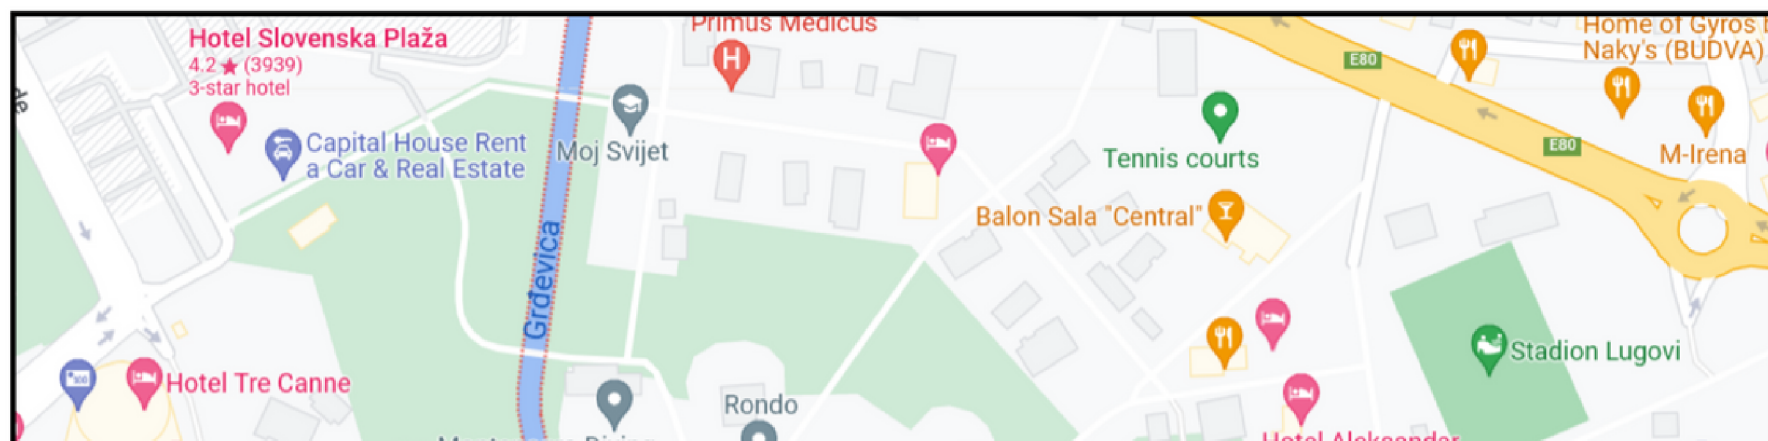 Primus Medicus
Home of Gyros
Naky's (BUDVA)
Hotel Slovenska Plaža
4.2 ★ (3939)
3-star hotel
E80
Capital House Rent
a Car & Real Estate
Moj Svijet
Tennis courts
E80
M-Irena
Balon Sala "Central"
Grđevica
Stadion Lugovi
Hotel Tre Canne
Rondo
Hotel Aleksandar